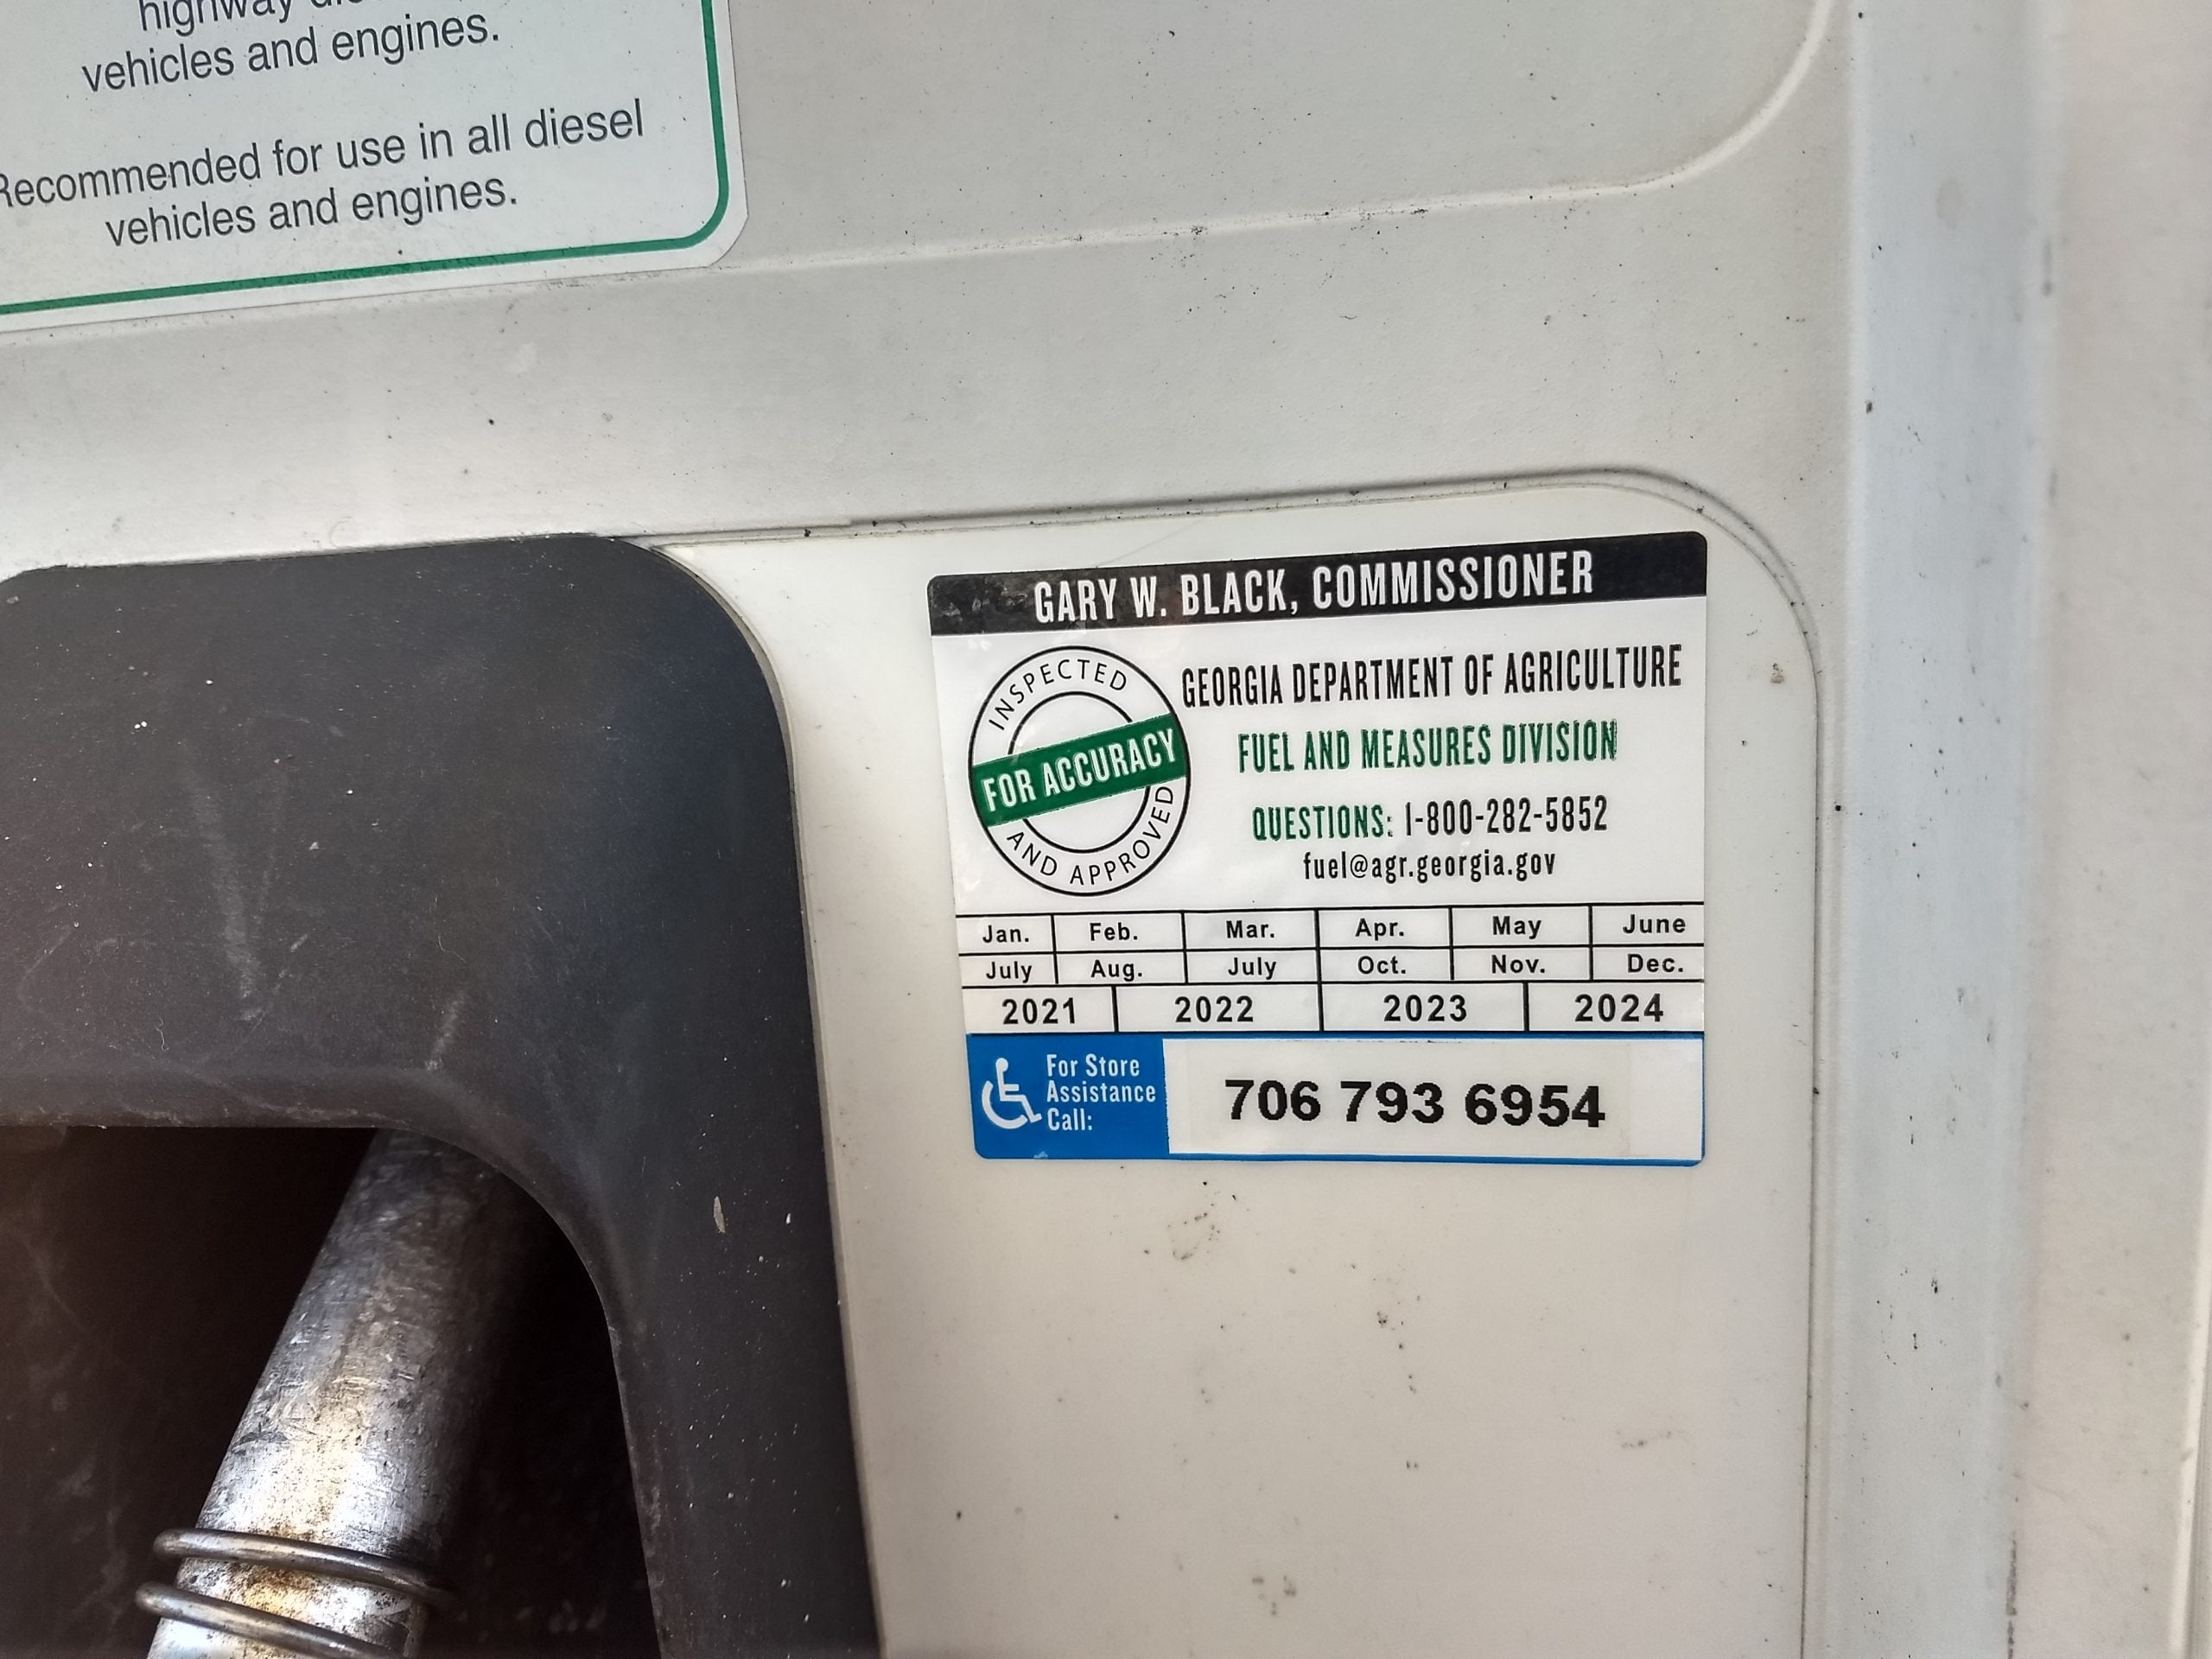 highway
vehicles and engines.
Recommended for use in all diesel
vehicles and engines.
GARY W. BLACK, COMMISSIONER
INSPECTED
FOR ACCURACY
AND APPROVED
GEORGIA DEPARTMENT OF AGRICULTURE
FUEL AND MEASURES DIVISION
QUESTIONS: 1-800-282-5852
fuel@agr.georgia.gov
Jan. Feb. Mar. Apr. May June
July Aug. July Oct. Nov. Dec.
2021 2022 2023 2024
For Store
Assistance
Call:
706 793 6954